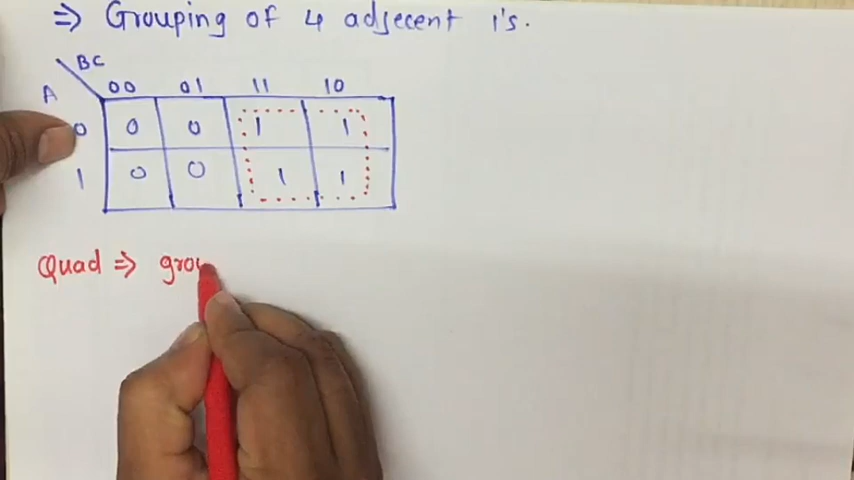 ⇒ Grouping of 4 adjecent 1's.
BC
A 00 01 11 10
0 0 0 1 1
1 0 0 1 1
Quad ⇒ grou